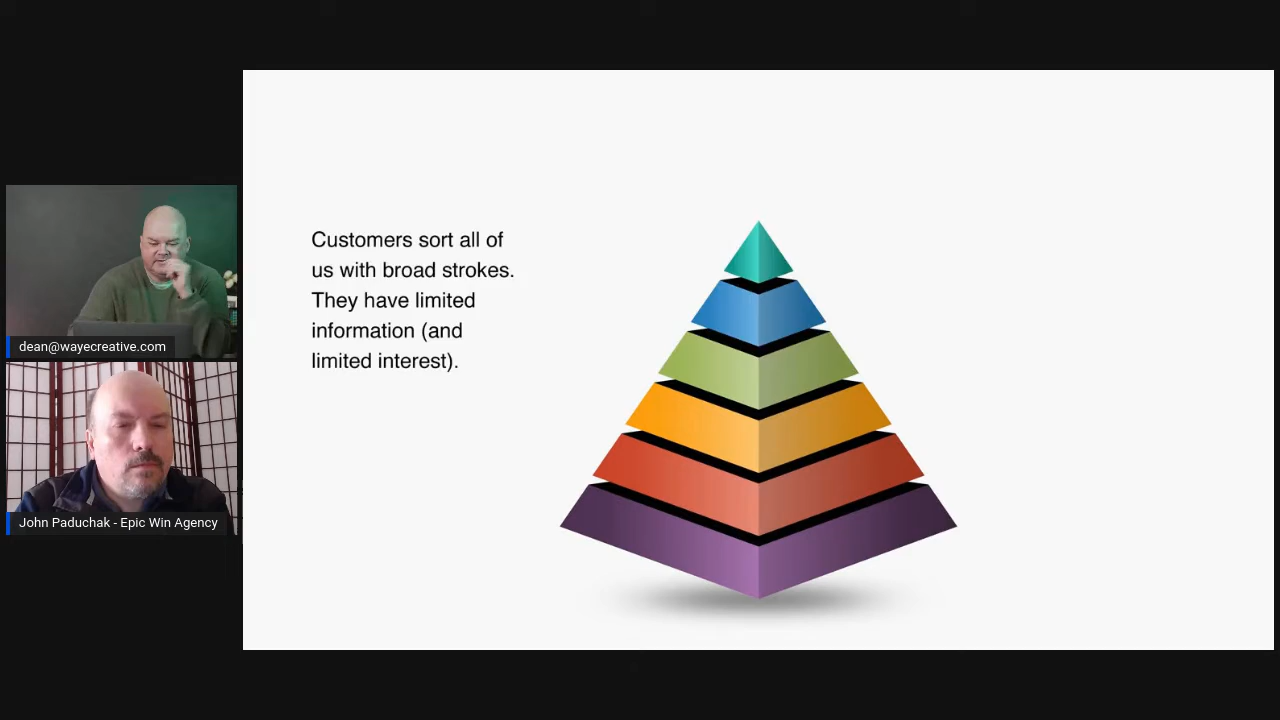 dean@wayecreative.com
John Paduchak - Epic Win Agency
Customers sort all of
us with broad strokes.
They have limited
information (and
limited interest).